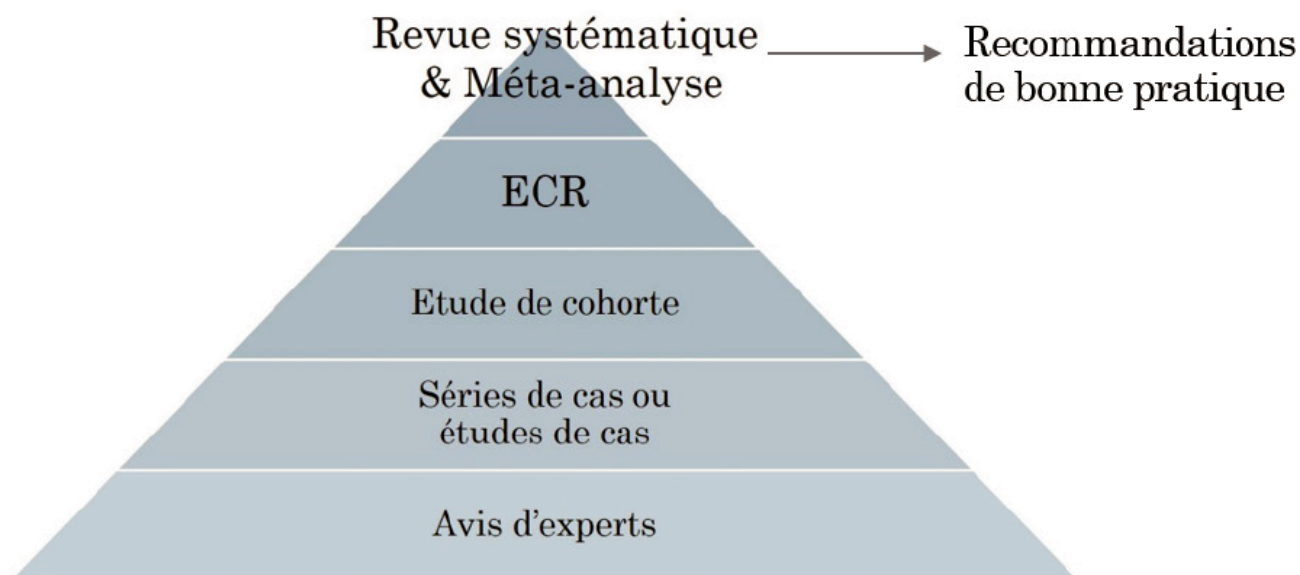 Revue systématique
& Méta-analyse
Recommandations
de bonne pratique
ECR
Etude de cohorte
Séries de cas ou
études de cas
Avis d’experts